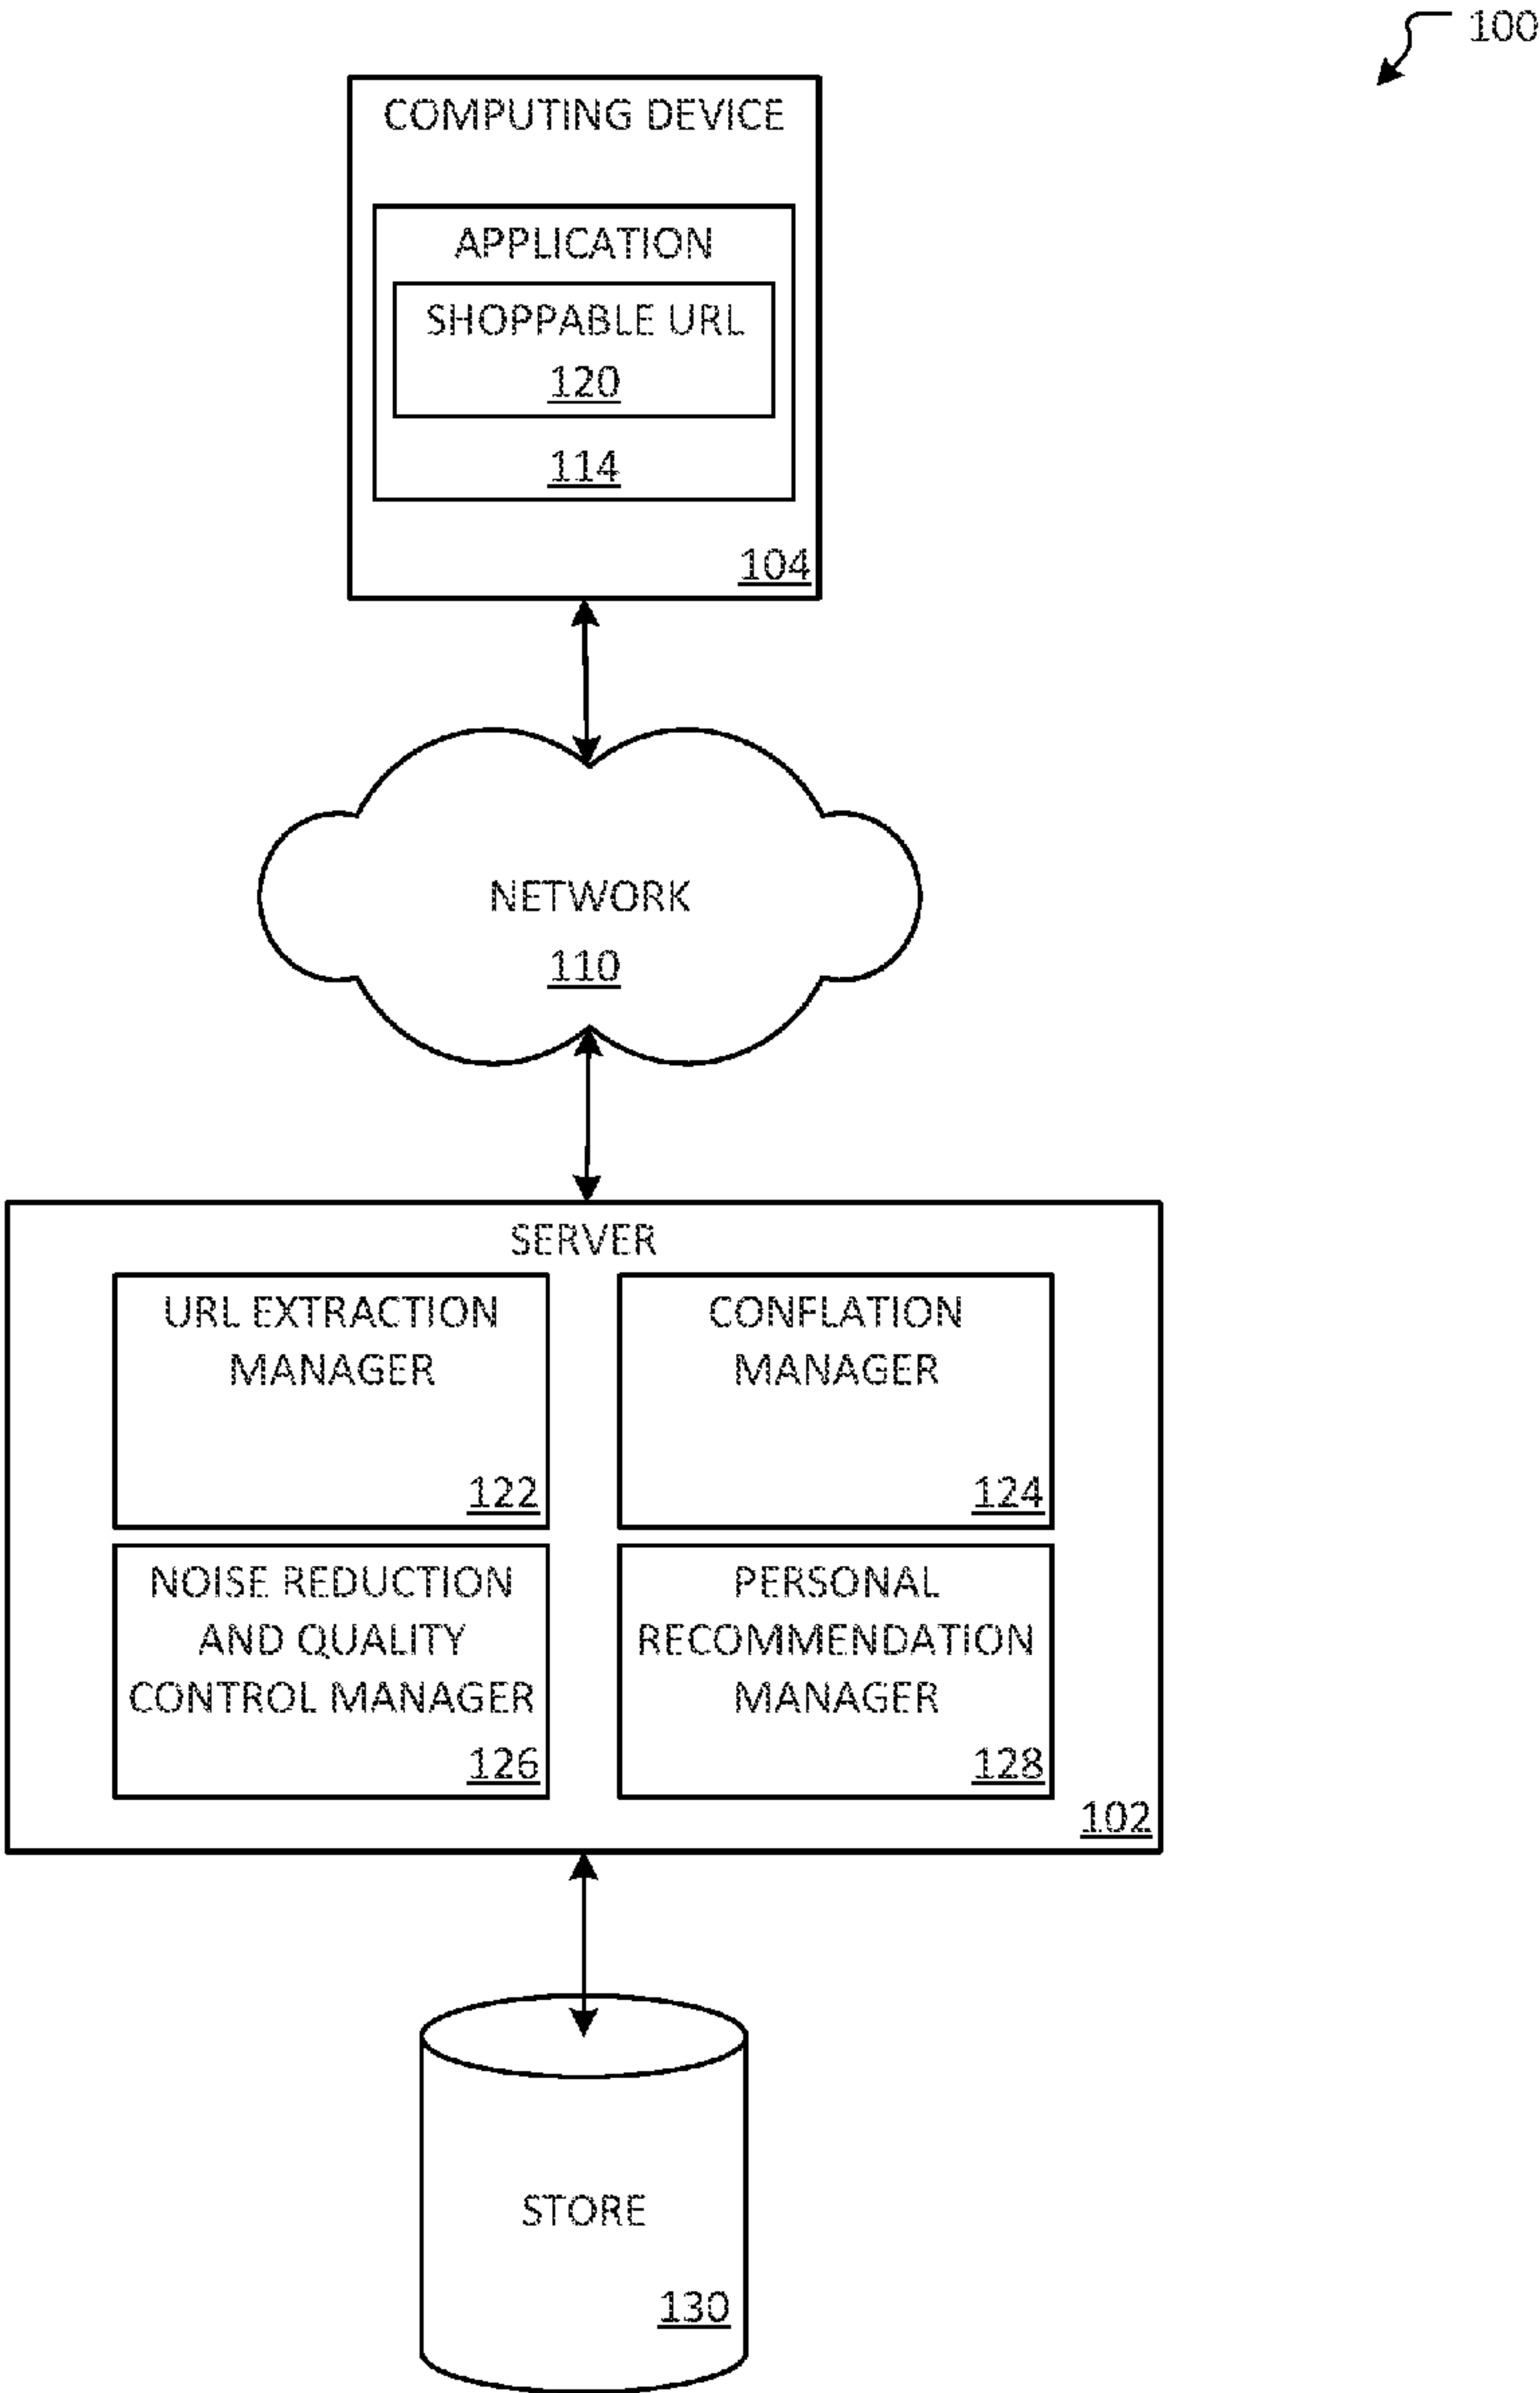 100
COMPUTING DEVICE
APPLICATION
SHOPPABLE URL
120
114
104
NETWORK
110
SERVER
URL EXTRACTION
MANAGER
122
CONFLATION
MANAGER
124
NOISE REDUCTION
AND QUALITY
CONTROL MANAGER
126
PERSONAL
RECOMMENDATION
MANAGER
128
102
STORE
130